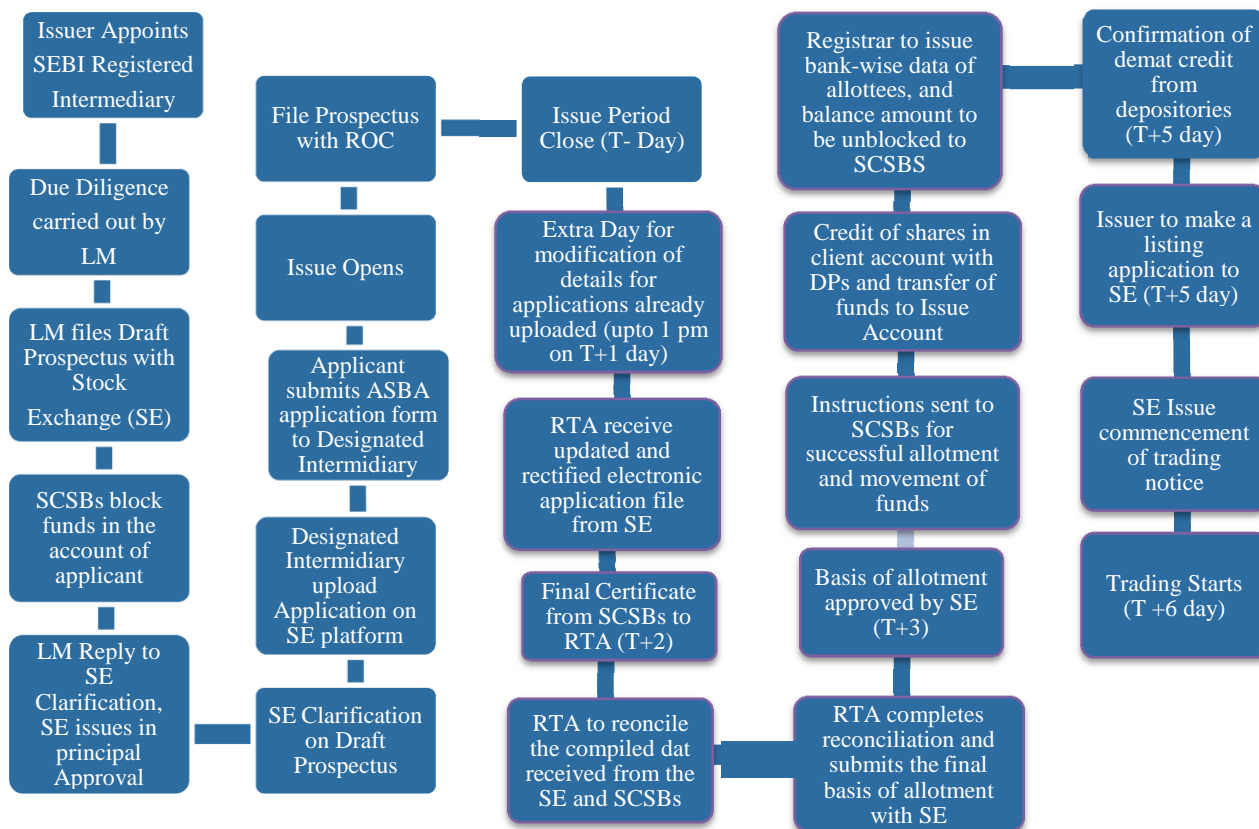 Issuer Appoints
SEBI Registered
Intermediary
Due Diligence
carried out by
LM
LM files Draft
Prospectus with
Stock
Exchange (SE)
SCSBs block
funds in the
account of
applicant
LM Reply to
SE
Clarification,
SE issues in
principal
Approval
SE Clarification
on Draft
Prospectus
Designated
Intermidiary
upload
Application on
SE platform
Applicant
submits ASBA
application form
to Designated
Intermidiary
Issue Opens
File Prospectus
with ROC
Issue Period
Close (T- Day)
Extra Day for
modification of
details for
applications already
uploaded (upto 1 pm
on T+1 day)
RTA receive
updated and
rectified electronic
application file
from SE
Final Certificate
from SCSBs to
RTA (T+2)
RTA to reconcile
the compiled dat
received from the
SE and SCSBs
RTA completes
reconciliation and
submits the final
basis of allotment
with SE
Basis of allotment
approved by SE
(T+3)
Instructions sent to
SCSBs for
successful allotment
and movement of
funds
Credit of shares in
client account with
DPs and transfer of
funds to Issue
Account
Registrar to issue
bank-wise data of
allottees, and
balance amount to
be unblocked to
SCSBS
Confirmation of
demat credit
from
depositories
(T+5 day)
Issuer to make a
listing
application to
SE (T+5 day)
SE Issue
commencement
of trading
notice
Trading Starts
(T +6 day)